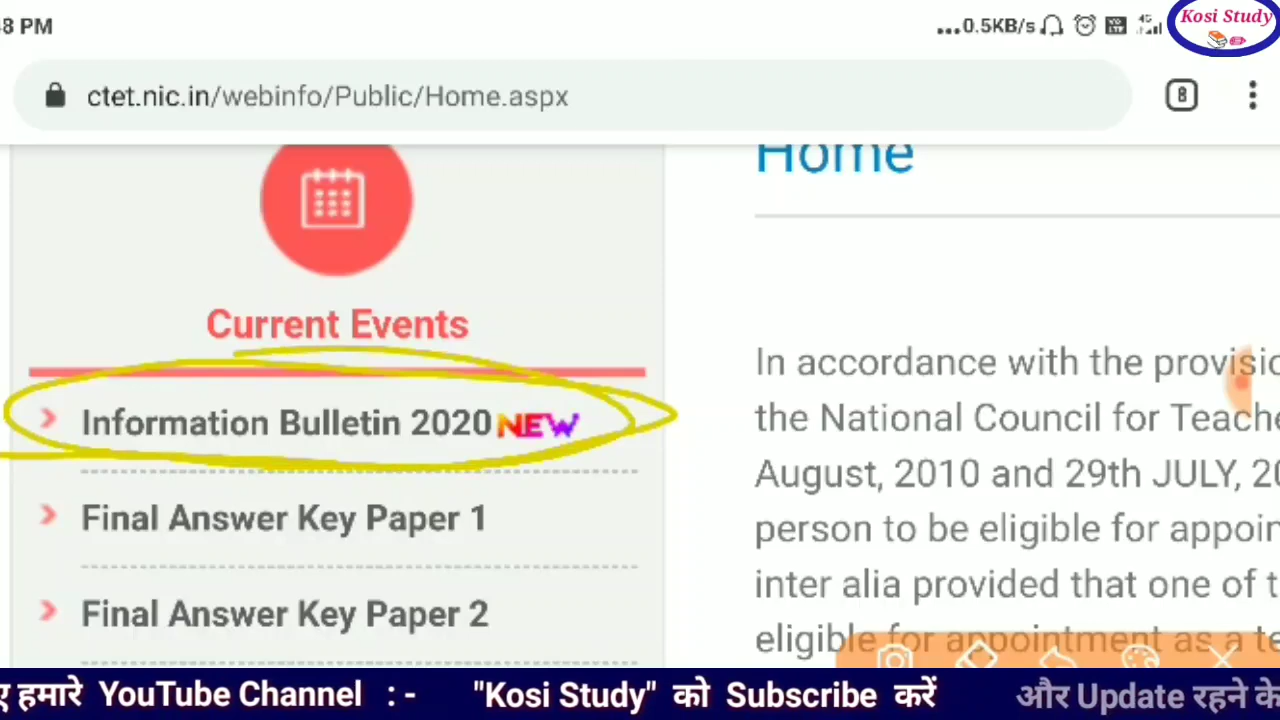 8 PM
...0.5KB/s
4G
Kosi Study
ctet.nic.in/webinfo/Public/Home.aspx
8
Home
Current Events
Information Bulletin 2020 NEW
Final Answer Key Paper 1
Final Answer Key Paper 2
In accordance with the provisi
the National Council for Teach
August, 2010 and 29th JULY, 20
person to be eligible for appoin
inter alia provided that one of t
eligible for appointment as a te
ए हमारे YouTube Channel : - "Kosi Study" को Subscribe करें और Update रहने के